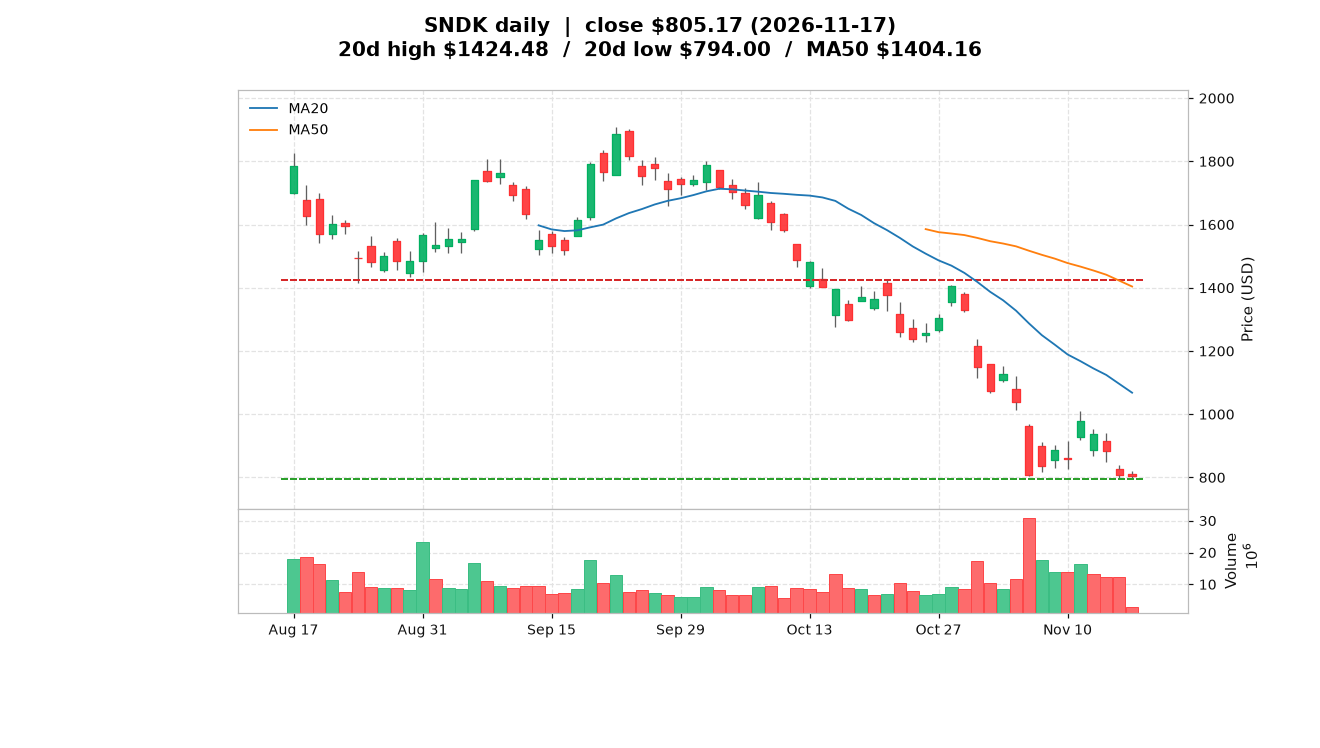 SNDK daily | close $805.17 (2026-11-17)
20d high $1424.48 / 20d low $794.00 / MA50 $1404.16
MA20
MA50
2000
1800
1600
1400
1200
1000
800
Price (USD)
30
20
10
Volume
10^6
Aug 17
Aug 31
Sep 15
Sep 29
Oct 13
Oct 27
Nov 10